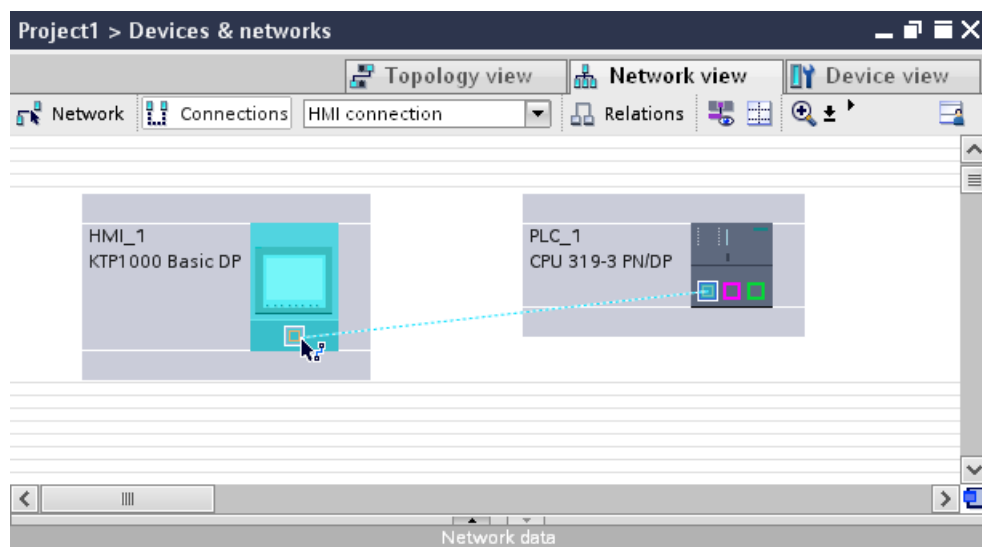 Project1 > Devices & networks
Topology view Network view Device view
Network Connections HMI connection Relations
HMI_1
KTP1000 Basic DP
PLC_1
CPU 319-3 PN/DP
Network data